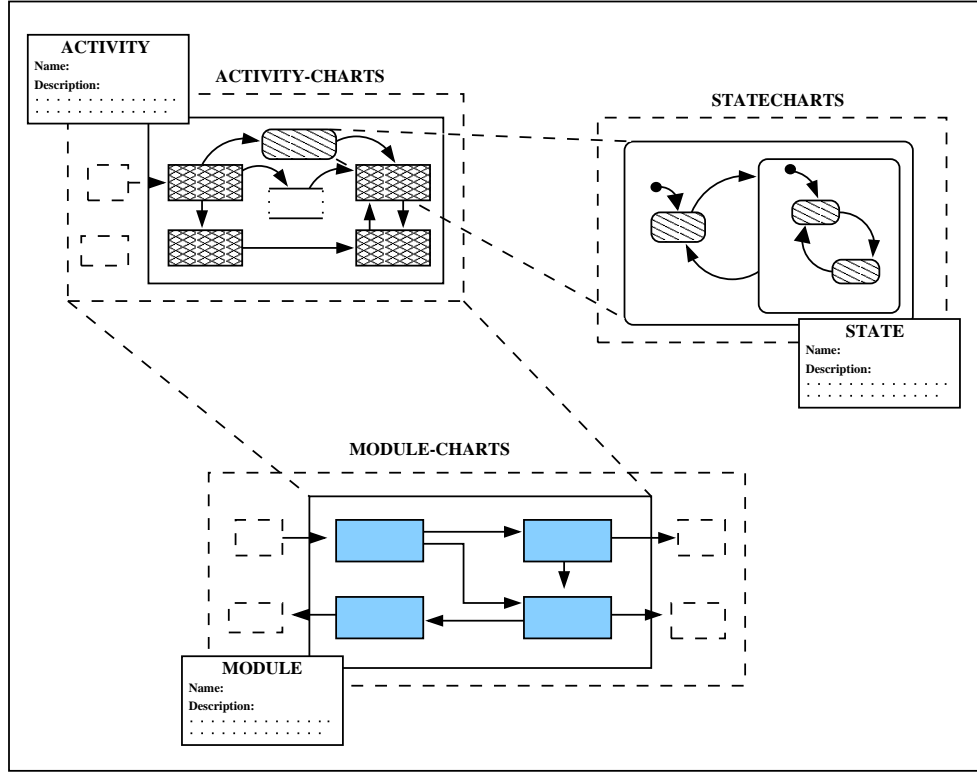 ACTIVITY
Name:
Description:
ACTIVITY-CHARTS
STATECHARTS
STATE
Name:
Description:
MODULE-CHARTS
MODULE
Name:
Description: